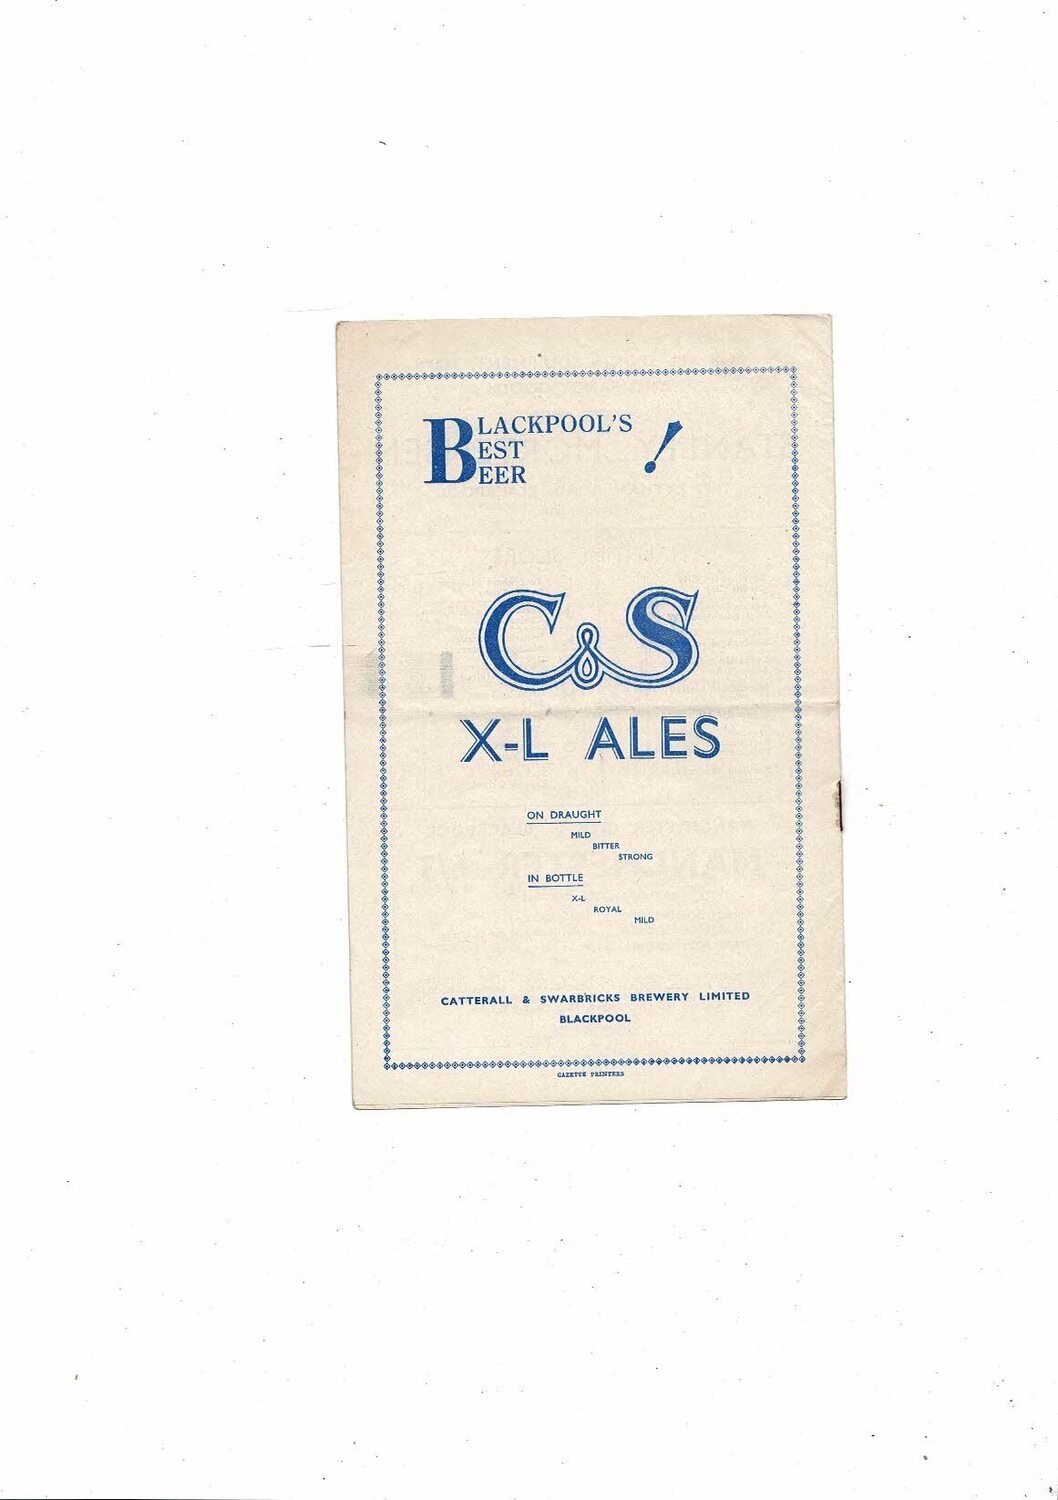 BLACKPOOL'S
BEST
BEER !
C&S
X-L ALES
ON DRAUGHT
MILD
BITTER
STRONG
IN BOTTLE
X-L
ROYAL
MILD
CATTERALL & SWARBRICKS BREWERY LIMITED
BLACKPOOL
GAZETTE PRINTERS